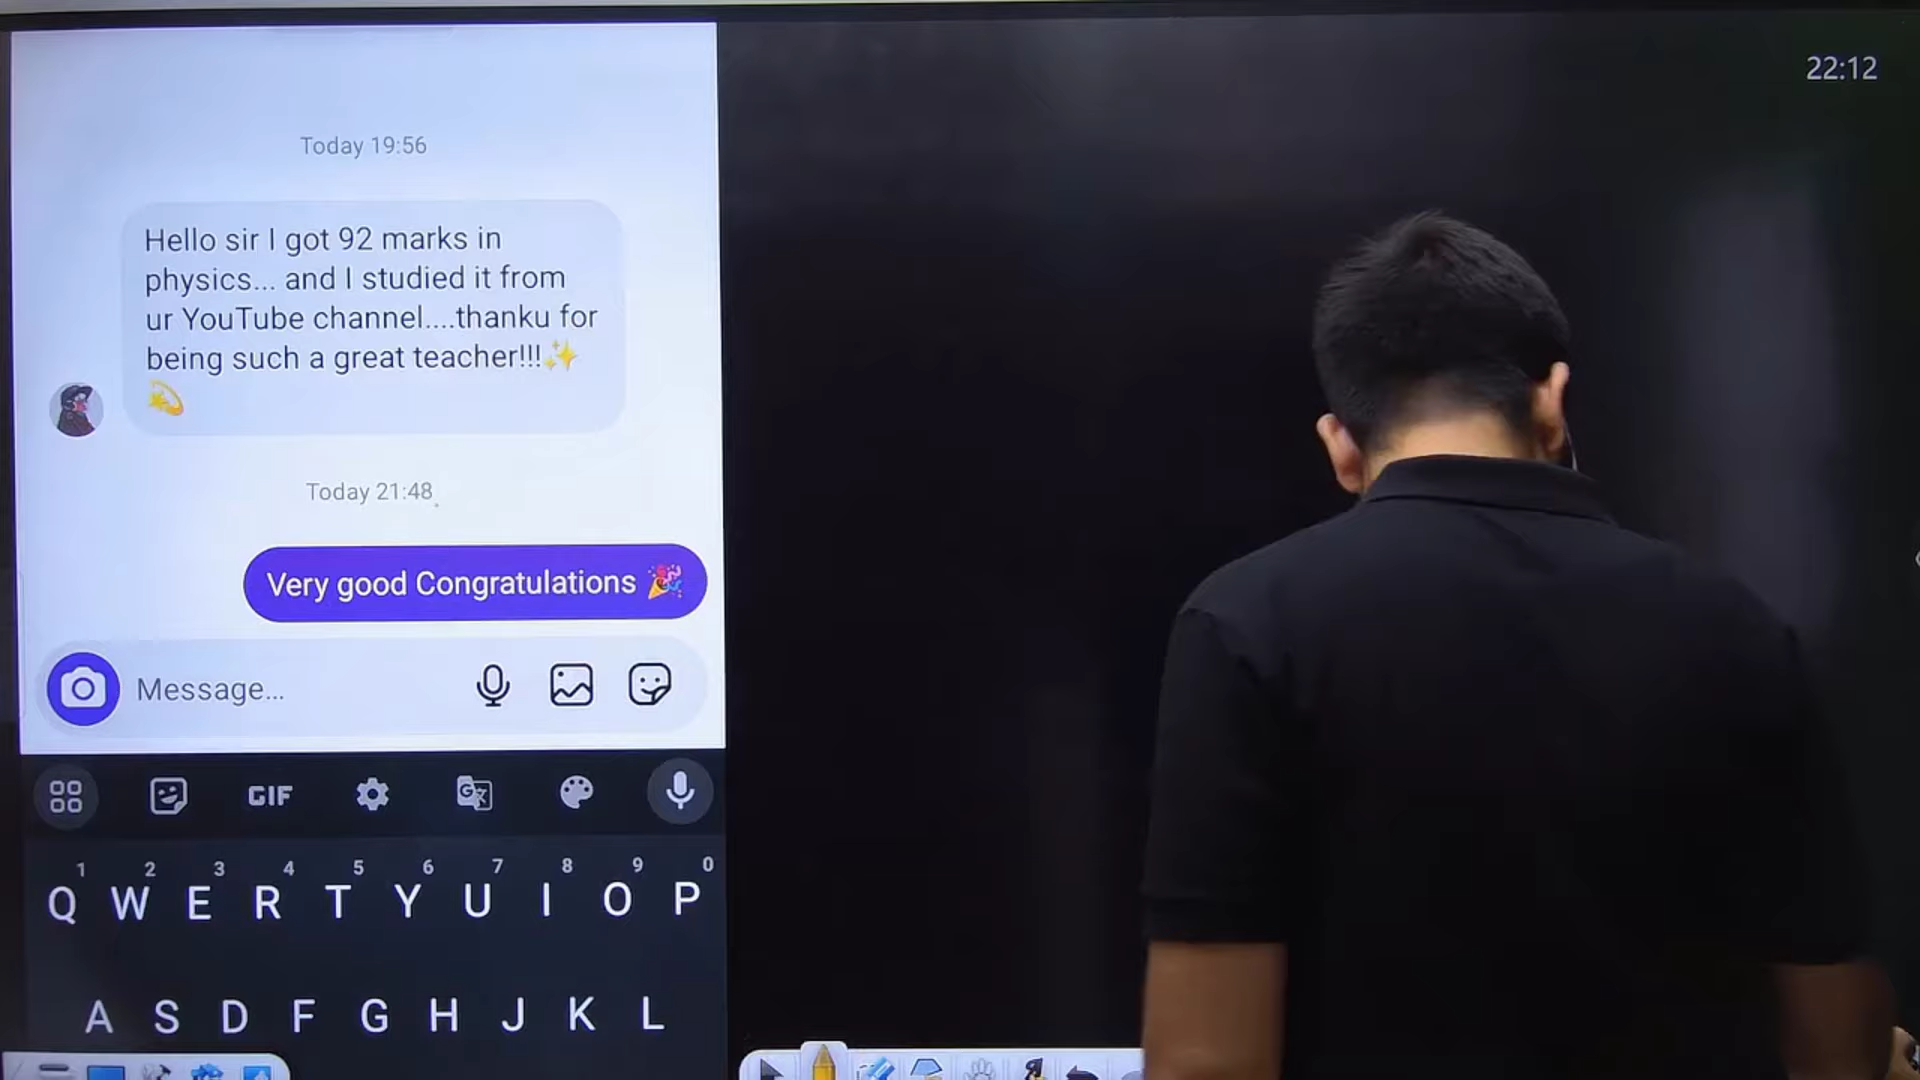 22:12
Today 19:56
Hello sir I got 92 marks in
physics... and I studied it from
ur YouTube channel....thanku for
being such a great teacher!!!✨
💫
Today 21:48
Very good Congratulations 🎉
Message...
GIF
1 2 3 4 5 6 7 8 9 0
Q W E R T Y U I O P
A S D F G H J K L